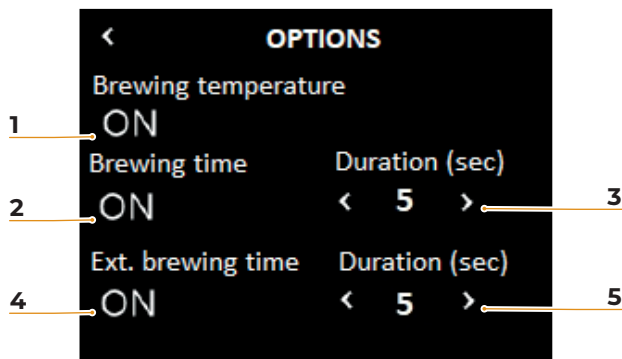 < OPTIONS
Brewing temperature
1 ON
Brewing time Duration (sec)
2 ON < 5 > 3
Ext. brewing time Duration (sec)
4 ON < 5 > 5